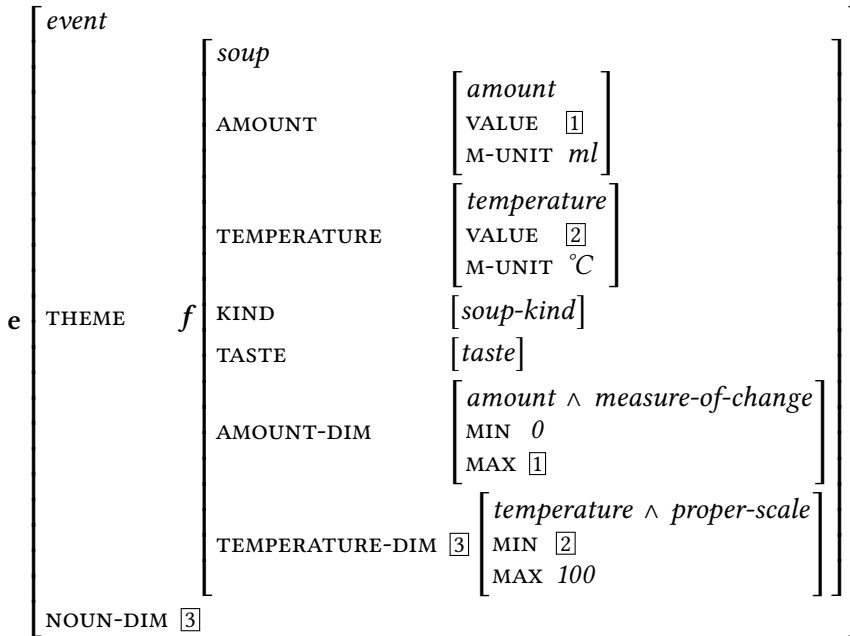 event
soup
amount
AMOUNT VALUE 1
M-UNIT ml
temperature
TEMPERATURE VALUE 2
M-UNIT °C
e THEME f KIND [soup-kind]
TASTE [taste]
amount ∧ measure-of-change
AMOUNT-DIM MIN 0
MAX 1
temperature ∧ proper-scale
TEMPERATURE-DIM 3 MIN 2
MAX 100
NOUN-DIM 3